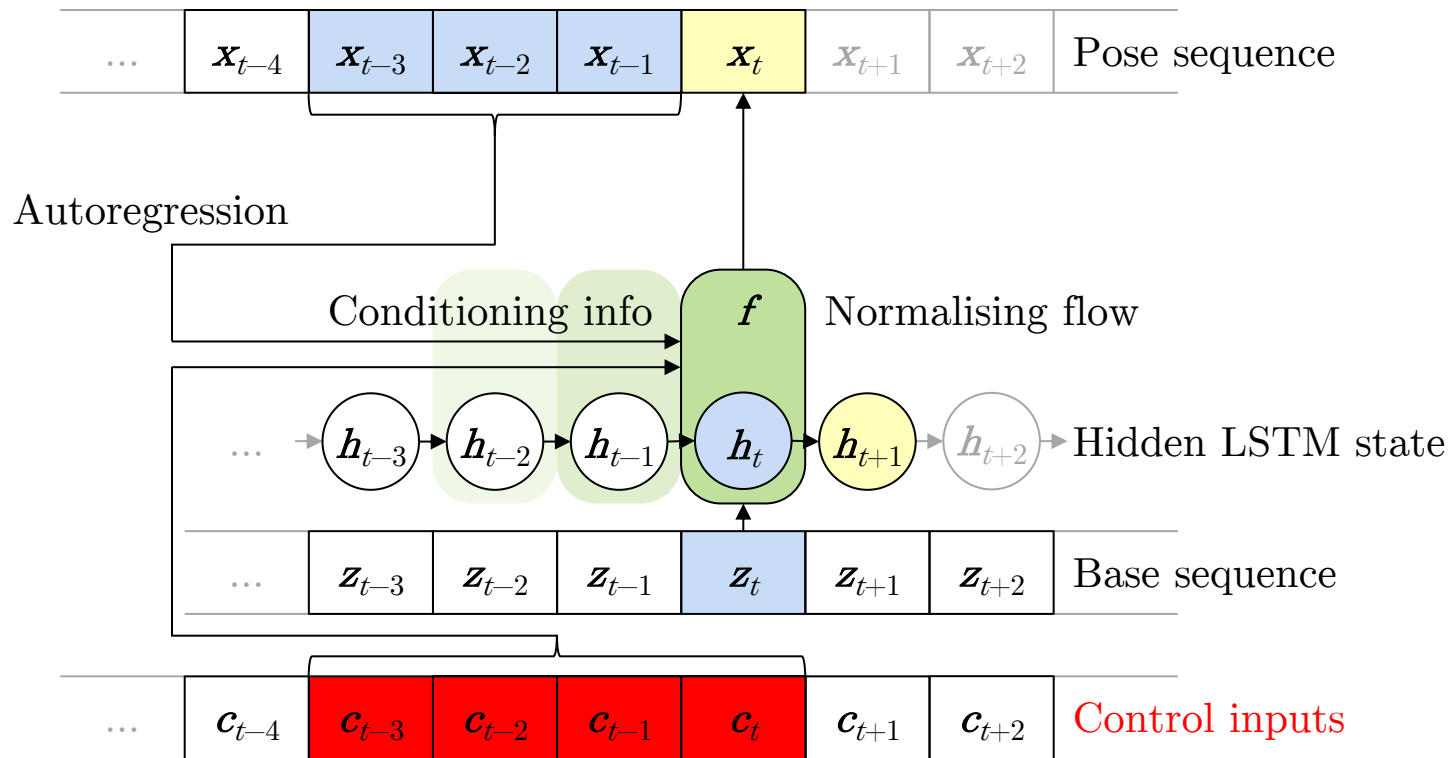 ... x_{t−4} x_{t−3} x_{t−2} x_{t−1} x_t x_{t+1} x_{t+2} Pose sequence
Autoregression
Conditioning info f Normalising flow
... h_{t−3} h_{t−2} h_{t−1} h_t h_{t+1} h_{t+2} Hidden LSTM state
... z_{t−3} z_{t−2} z_{t−1} z_t z_{t+1} z_{t+2} Base sequence
... c_{t−4} c_{t−3} c_{t−2} c_{t−1} c_t c_{t+1} c_{t+2} Control inputs